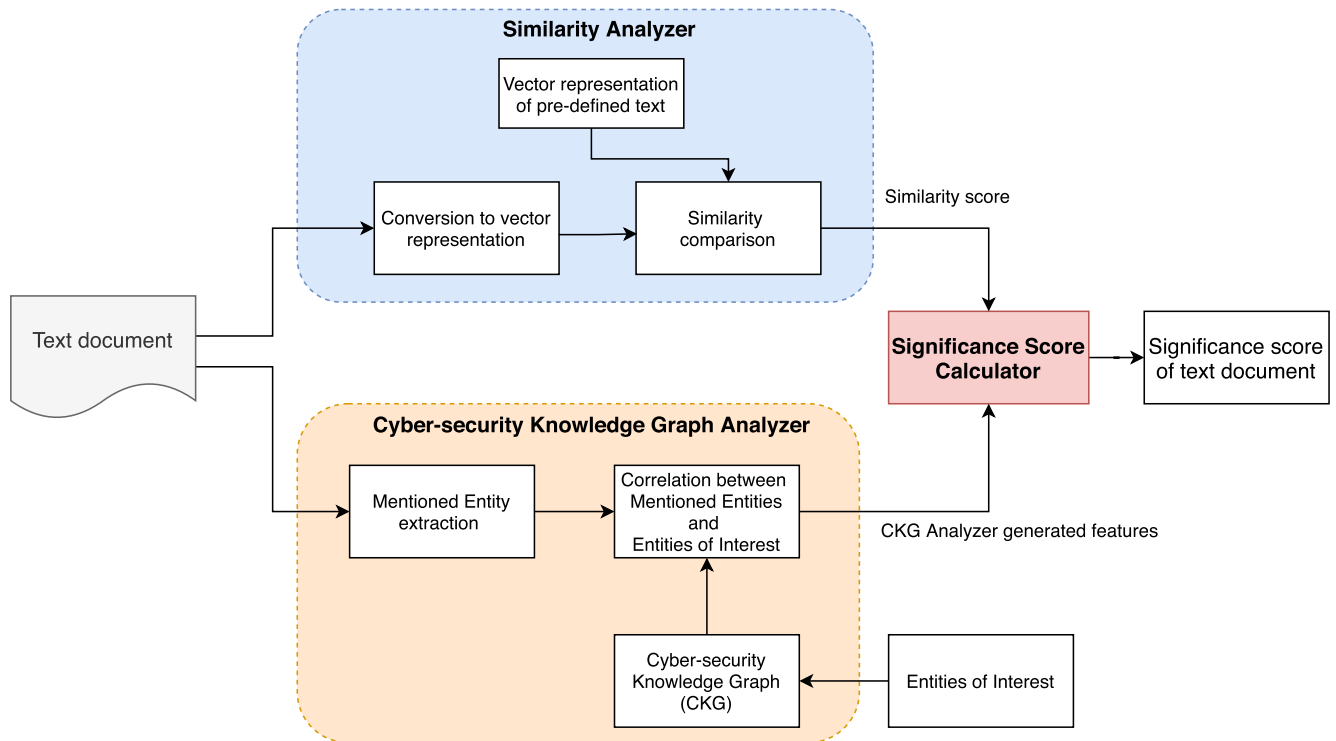 Similarity Analyzer
Vector representation
of pre-defined text
Conversion to vector
representation
Similarity
comparison
Similarity score
Text document
Significance Score
Calculator
Significance score
of text document
Cyber-security Knowledge Graph Analyzer
Mentioned Entity
extraction
Correlation between
Mentioned Entities
and
Entities of Interest
CKG Analyzer generated features
Cyber-security
Knowledge Graph
(CKG)
Entities of Interest